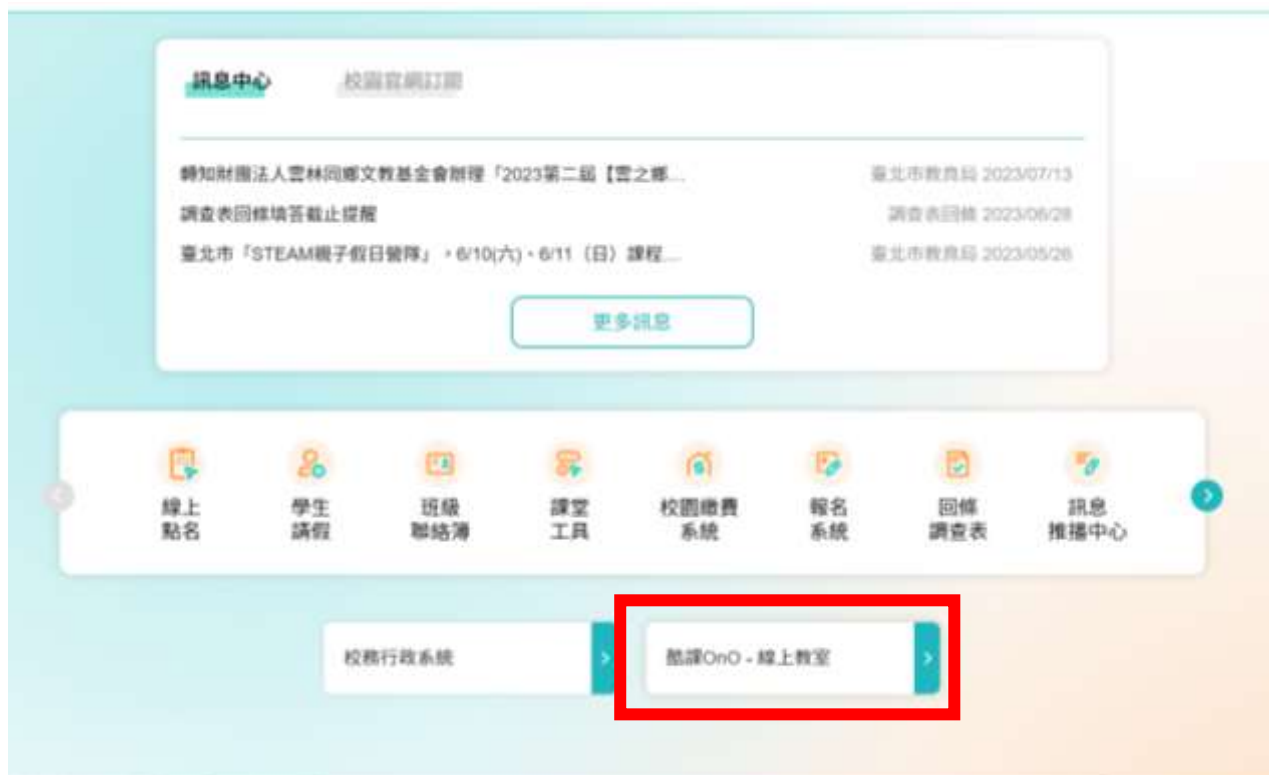 訊息中心
校園官網訂閱
轉知財團法人雲林同鄉文教基金會辦理「2023第二屆【雲之鄉...
臺北市教育局 2023/07/13
調查表回條填答截止提醒
調查表回條 2023/06/28
臺北市「STEAM親子假日營隊」，6/10(六)、6/11（日）課程...
臺北市教育局 2023/05/26
更多訊息
線上
點名
學生
請假
班級
聯絡簿
課堂
工具
校園繳費
系統
報名
系統
回條
調查表
訊息
推播中心
校務行政系統
酷課OnO - 線上教室